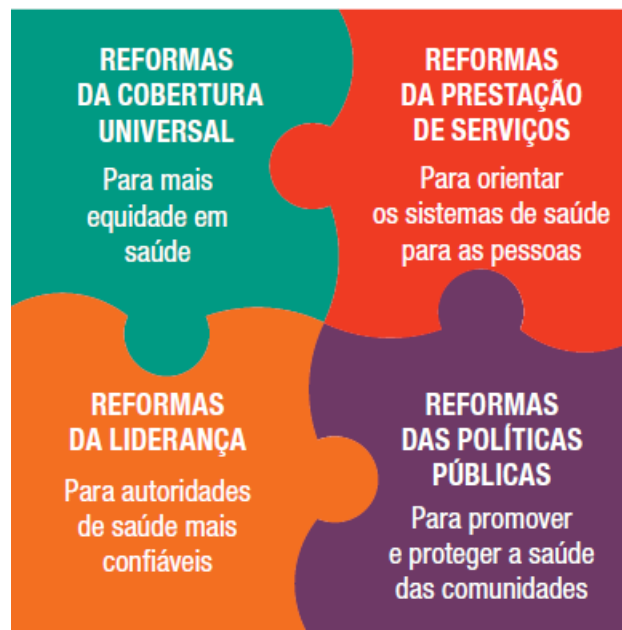 REFORMAS
DA COBERTURA
UNIVERSAL
Para mais
equidade em
saúde
REFORMAS
DA PRESTAÇÃO
DE SERVIÇOS
Para orientar
os sistemas de saúde
para as pessoas
REFORMAS
DA LIDERANÇA
Para autoridades
de saúde mais
confiáveis
REFORMAS
DAS POLÍTICAS
PÚBLICAS
Para promover
e proteger a saúde
das comunidades